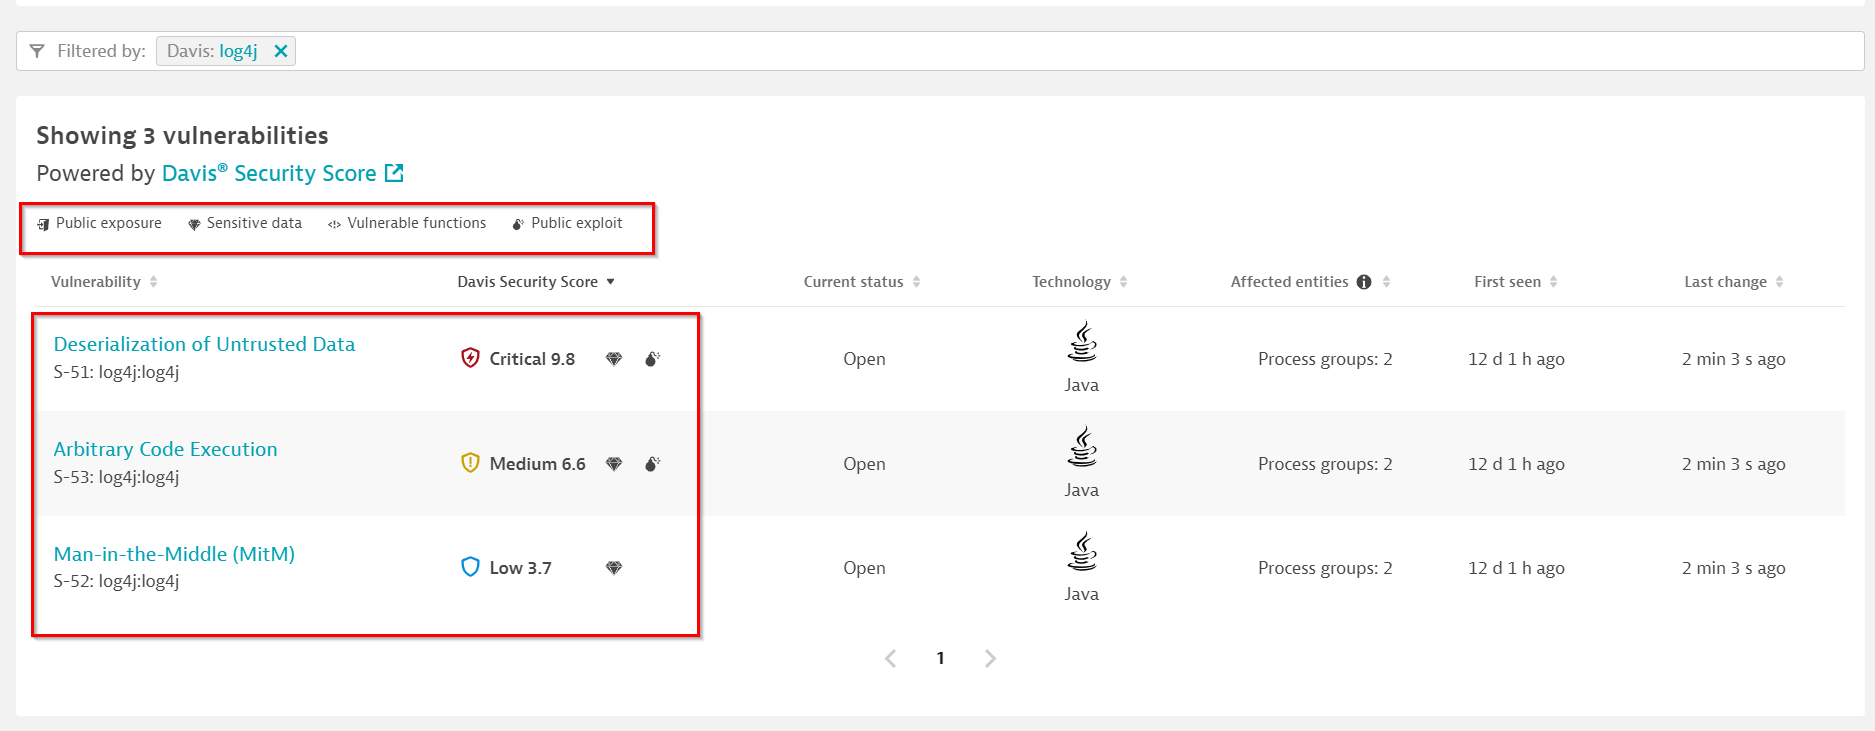 Filtered by: Davis: log4j
Showing 3 vulnerabilities
Powered by Davis® Security Score
Public exposure Sensitive data Vulnerable functions Public exploit
Vulnerability Davis Security Score Current status Technology Affected entities First seen Last change
Deserialization of Untrusted Data
S-51: log4j:log4j
Critical 9.8 Open Process groups: 2 12 d 1 h ago 2 min 3 s ago
Java
Arbitrary Code Execution
S-53: log4j:log4j
Medium 6.6 Open Process groups: 2 12 d 1 h ago 2 min 3 s ago
Java
Man-in-the-Middle (MitM)
S-52: log4j:log4j
Low 3.7 Open Process groups: 2 12 d 1 h ago 2 min 3 s ago
Java
1